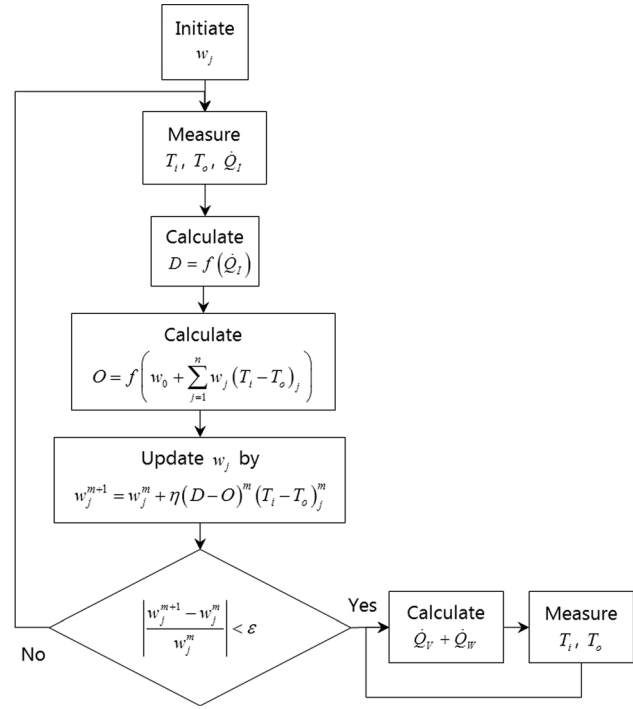 Initiate
w_j
Measure
T_i, T_o, Q̇_I
Calculate
D = f(Q̇_I)
Calculate
O = f(w_0 + ∑_{j=1}^{n} w_j (T_i − T_o)_j)
Update w_j by
w_j^{m+1} = w_j^m + η(D − O)^m (T_i − T_o)_j^m
|(w_j^{m+1} − w_j^m) / w_j^m| < ε
No
Yes
Calculate
Q̇_V + Q̇_W
Measure
T_i, T_o